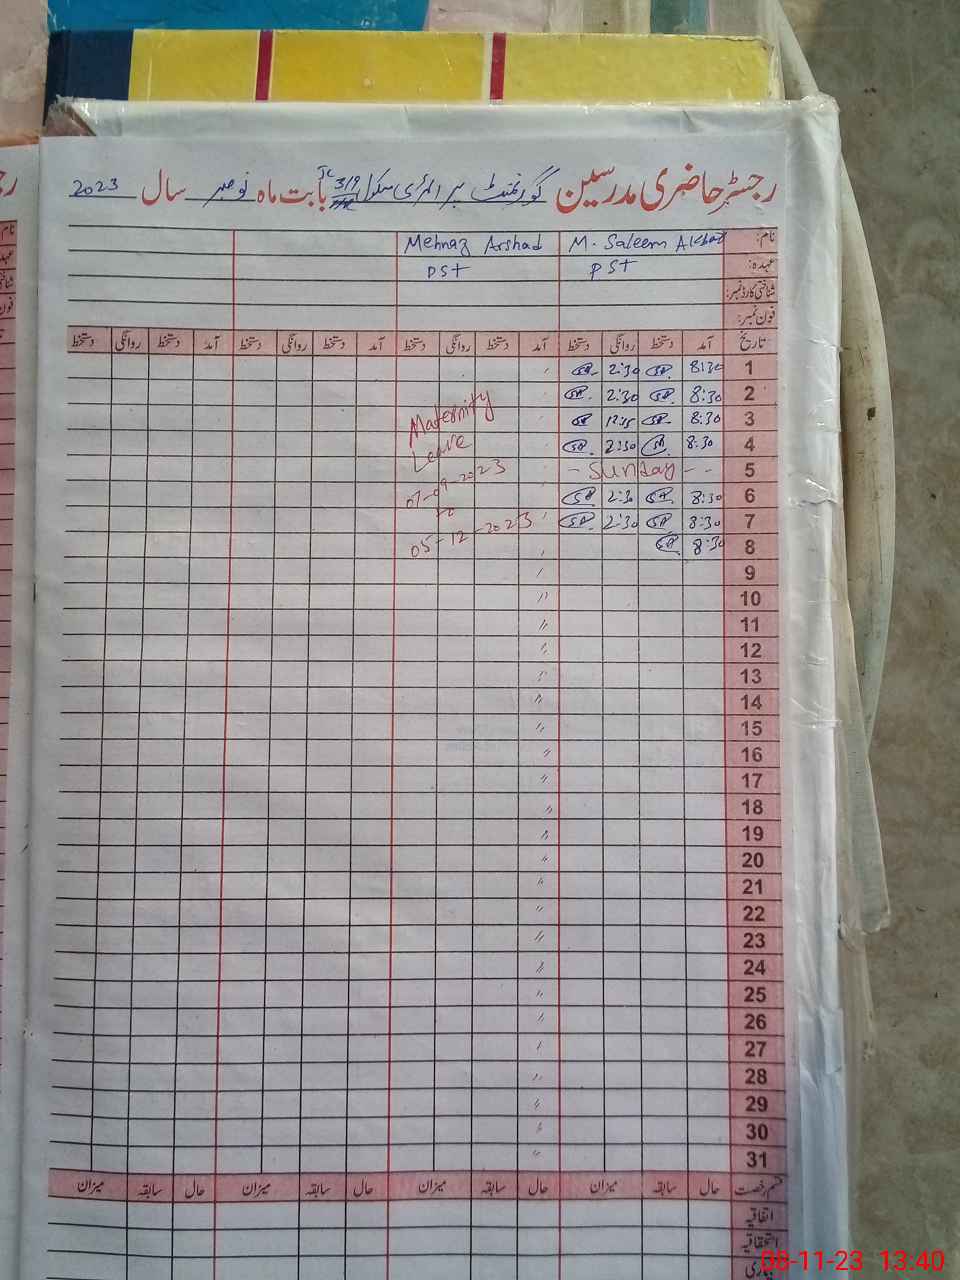 رجسٹر حاضری مدرسین گورنمنٹ پرائمری سکول 3/9 بابت ماہ نومبر سال 2023
نام: M. Saleem Akbar Mehnaz Arshad
عہدہ: PST PST
شناختی کارڈ نمبر:
فون نمبر:
تاریخ آمد دستخط روانگی دستخط آمد دستخط روانگی دستخط آمد دستخط روانگی دستخط آمد دستخط روانگی دستخط
1 8:30 2:30
2 8:30 2:30
3 8:30
4 8:30 2:30
5 - Sunday - -
6 8:30 2:30
7 8:30 2:30
8 8:30
Maternity
Leave
07-09-2023
to
05-12-2023
9
10
11
12
13
14
15
16
17
18
19
20
21
22
23
24
25
26
27
28
29
30
31
قسم رخصت حال سابقہ میزان حال سابقہ میزان حال سابقہ میزان حال سابقہ میزان
اتفاقیہ
استحقاقیہ
08-11-23 13:40